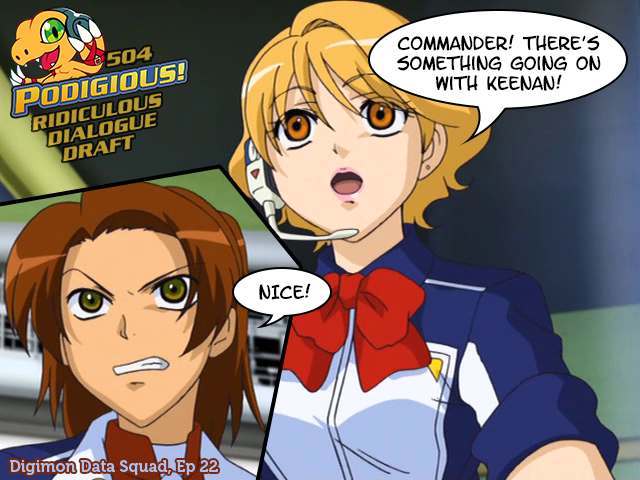 504
PODIGIOUS!
RIDICULOUS
DIALOGUE
DRAFT
COMMANDER! THERE'S
SOMETHING GOING ON
WITH KEENAN!
NICE!
Digimon Data Squad, Ep 22